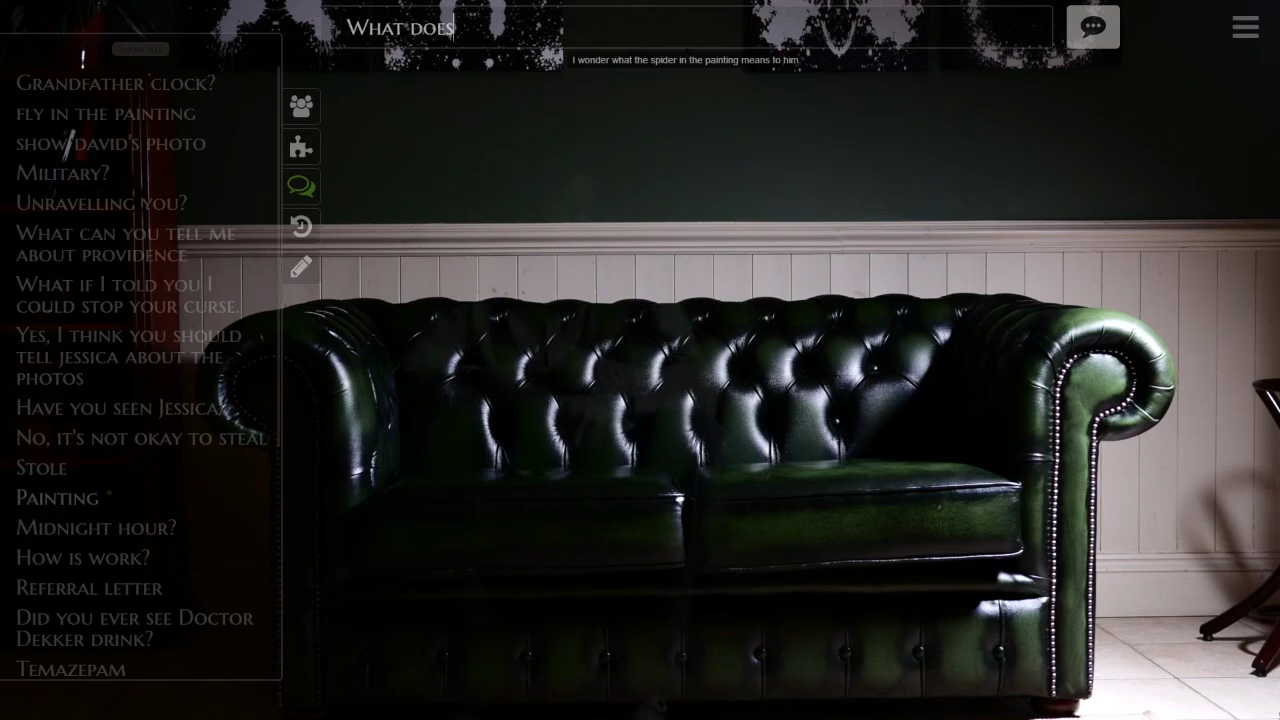 What does
I wonder what the spider in the painting means to him
Show all
Grandfather clock?
fly in the painting
show david's photo
Military?
Unravelling you?
What can you tell me
about providence
What if I told you I
could stop your curse.
Yes, I think you should
tell jessica about the
photos
Have you seen Jessica?
No, it's not okay to steal
Stole
Painting *
Midnight hour?
How is work?
Referral letter
Did you ever see Doctor
Dekker drink?
Temazepam